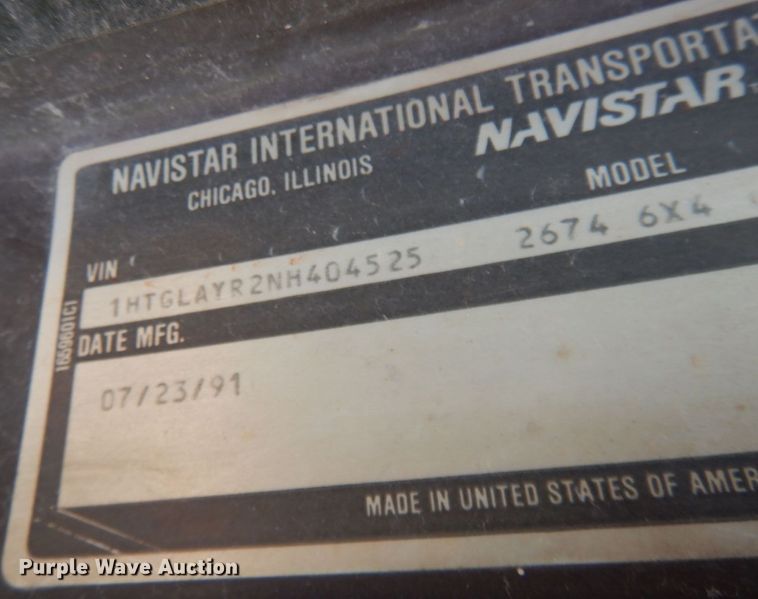 NAVISTAR INTERNATIONAL TRANSPORTA
CHICAGO, ILLINOIS
NAVISTAR
VIN
MODEL
1HTGLAYR2NH404525 2674 6X4
DATE MFG.
1659601C1
07/23/91
MADE IN UNITED STATES OF AMER
Purple Wave Auction